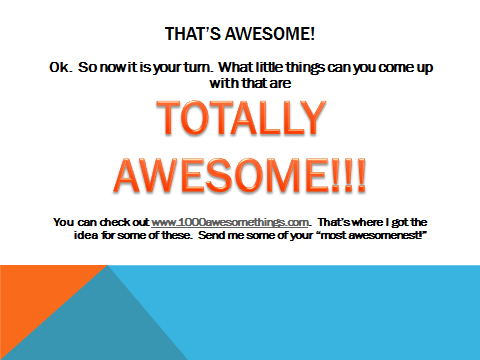 THAT'S AWESOME!
Ok.  So now it is your turn.  What little things can you come up
with that are
TOTALLY
AWESOME!!!
You can check out www.1000awesomethings.com.  That's where I got the
idea for some of these.  Send me some of your "most awesomenest!"